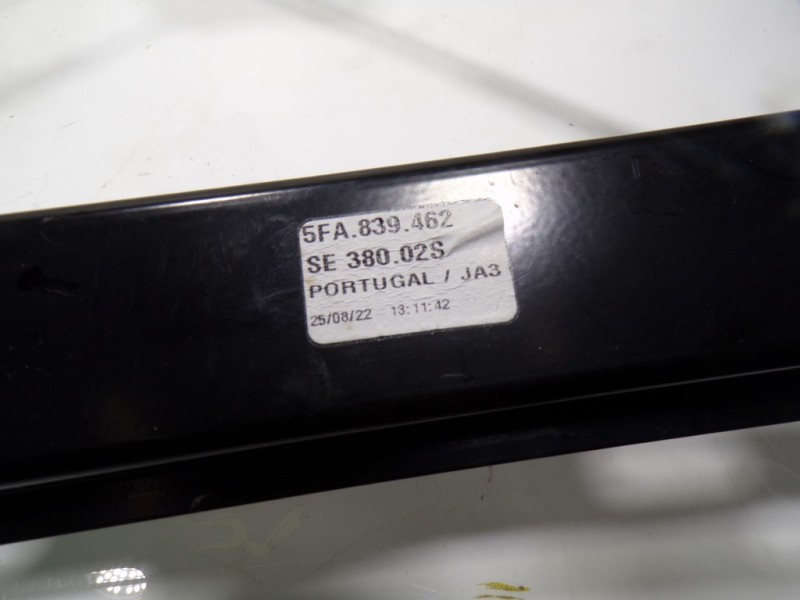 5FA.839.462
SE 380.02S
PORTUGAL / JA3
25/08/22 13:11:42